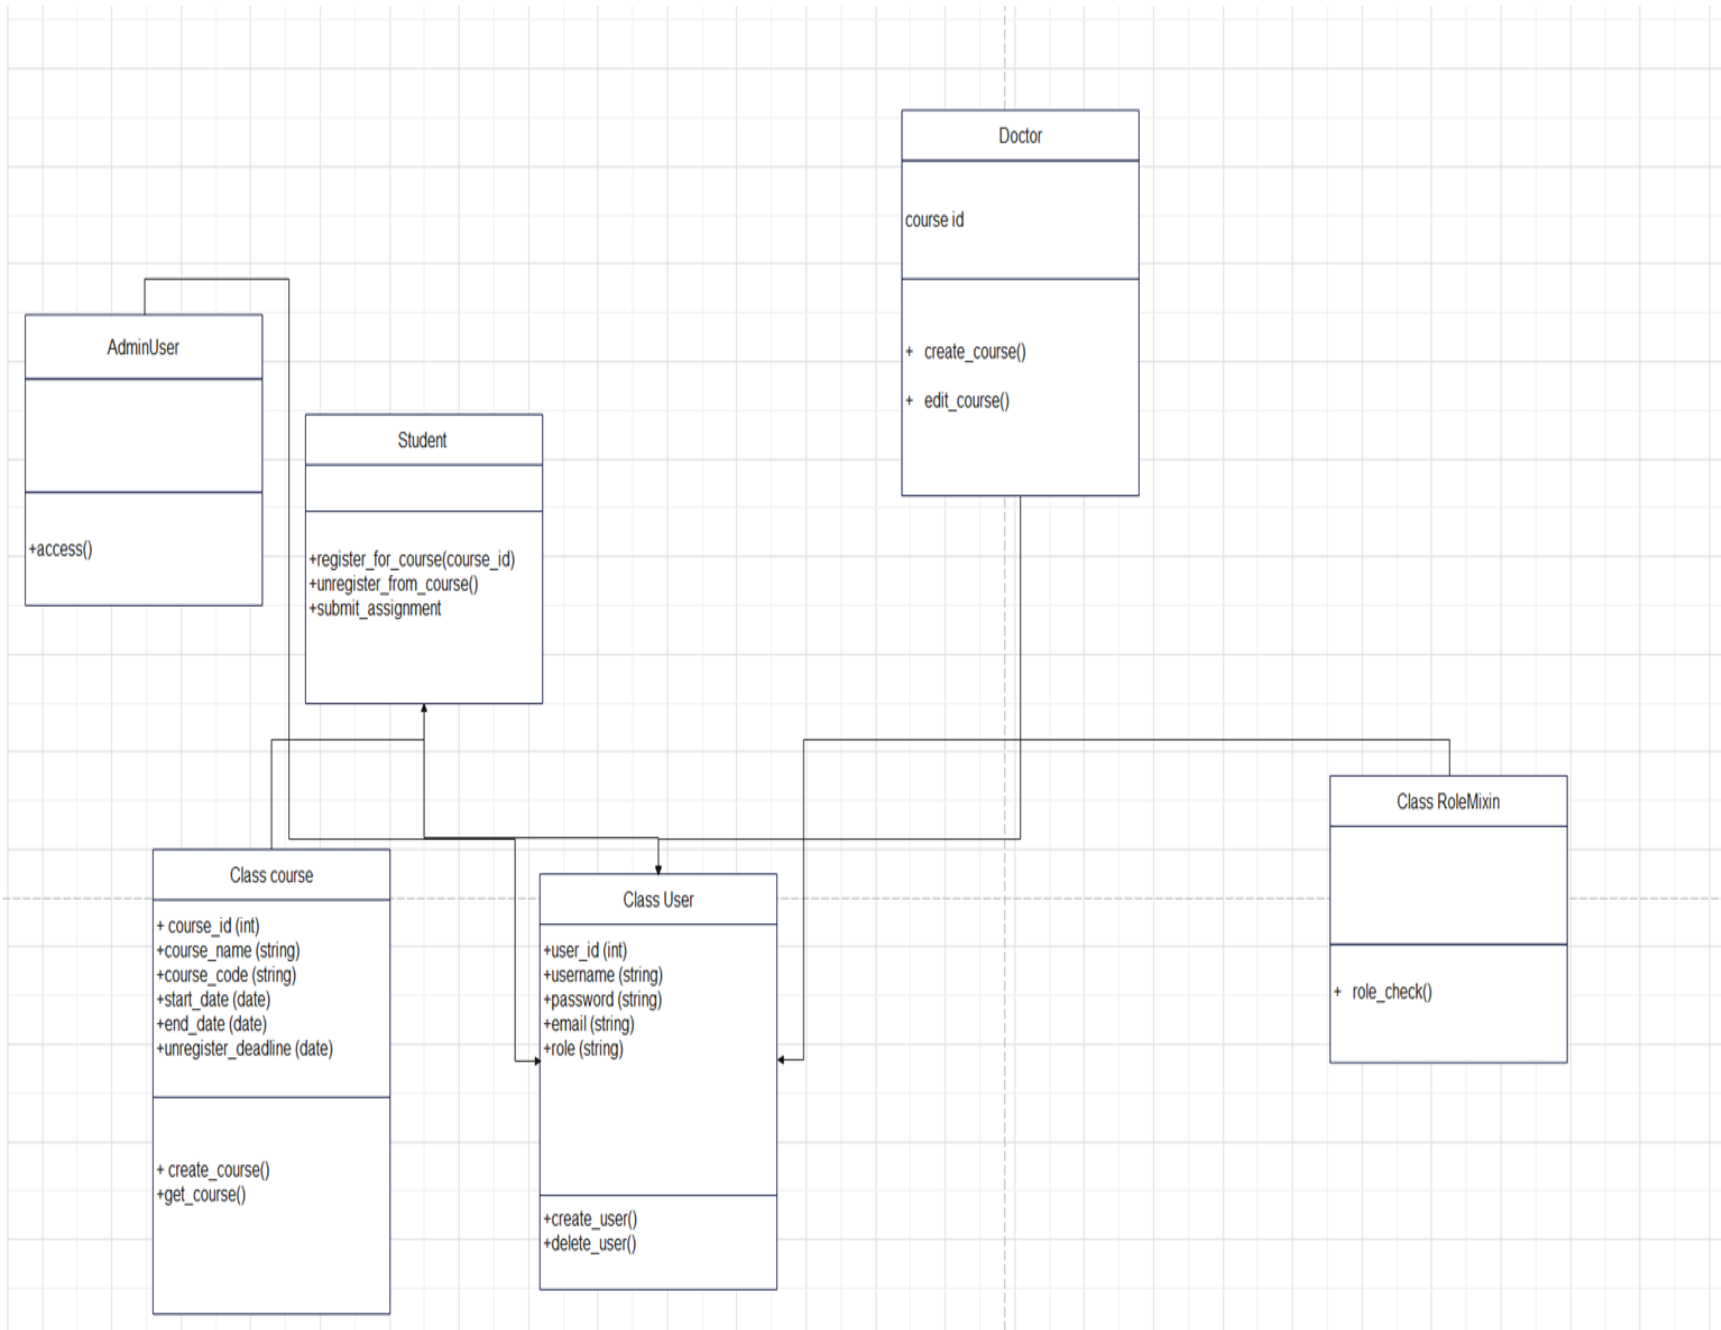 Doctor
course id
+ create_course()
+ edit_course()
AdminUser
+access()
Student
+register_for_course(course_id)
+unregister_from_course()
+submit_assignment
Class RoleMixin
+ role_check()
Class course
+ course_id (int)
+course_name (string)
+course_code (string)
+start_date (date)
+end_date (date)
+unregister_deadline (date)
+ create_course()
+get_course()
Class User
+user_id (int)
+username (string)
+password (string)
+email (string)
+role (string)
+create_user()
+delete_user()